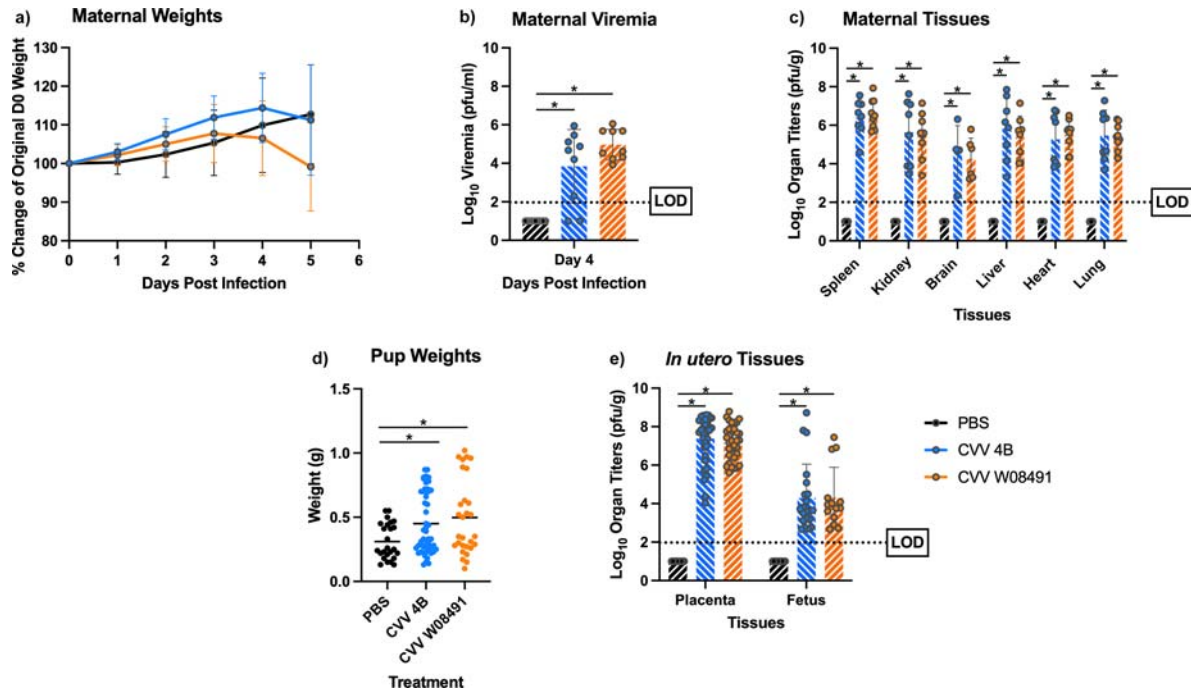 a) Maternal Weights
% Change of Original D0 Weight
130
120
110
100
90
80
0 1 2 3 4 5 6
Days Post Infection
b) Maternal Viremia
Log10 Viremia (pfu/ml)
10
8
6
4
2
0
* *
LOD
Day 4
Days Post Infection
c) Maternal Tissues
Log10 Organ Titers (pfu/g)
10
8
6
4
2
0
* * * * * * * * * * * *
LOD
Spleen Kidney Brain Liver Heart Lung
Tissues
d) Pup Weights
Weight (g)
1.5
1.0
0.5
0.0
* *
PBS CVV 4B CVV W08491
Treatment
e) In utero Tissues
Log10 Organ Titers (pfu/g)
10
8
6
4
2
0
* * * *
LOD
Placenta Fetus
Tissues
PBS
CVV 4B
CVV W08491